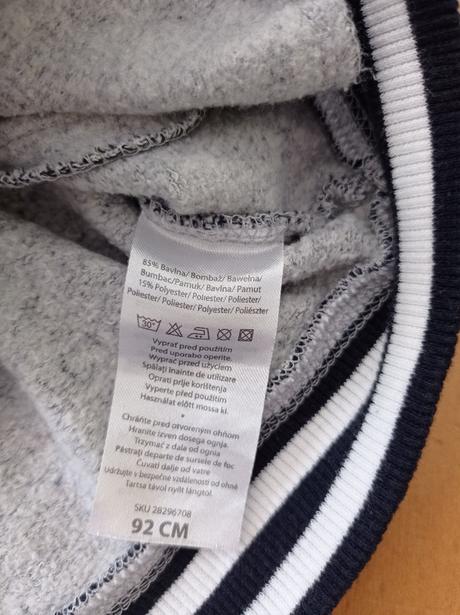 85% Bavlna/ Bombaž/ Bawełna/
Bumbac/Pamuk/ Bavlna/ Pamut
15% Polyester/ Poliester/ Poliester/
Poliester/ Poliester/ Polyester/ Poliészter
30°
Vyprať pred použitím
Pred uporabo operite.
Wyprać przed użyciem
Spălați înainte de utilizare
Oprati prije korištenja
Vyperte před použitím
Használat előtt mossa ki.
*
Chráňte pred otvoreným ohňom
Hranite izven dosega ognja.
Trzymać z dala od ognia
Păstrați departe de sursele de foc
Čuvati dalje od vatre
Udržujte v bezpečné vzdálenosti od ohně
Tartsa távol nyílt lángtól.
SKU 28296708
92 CM